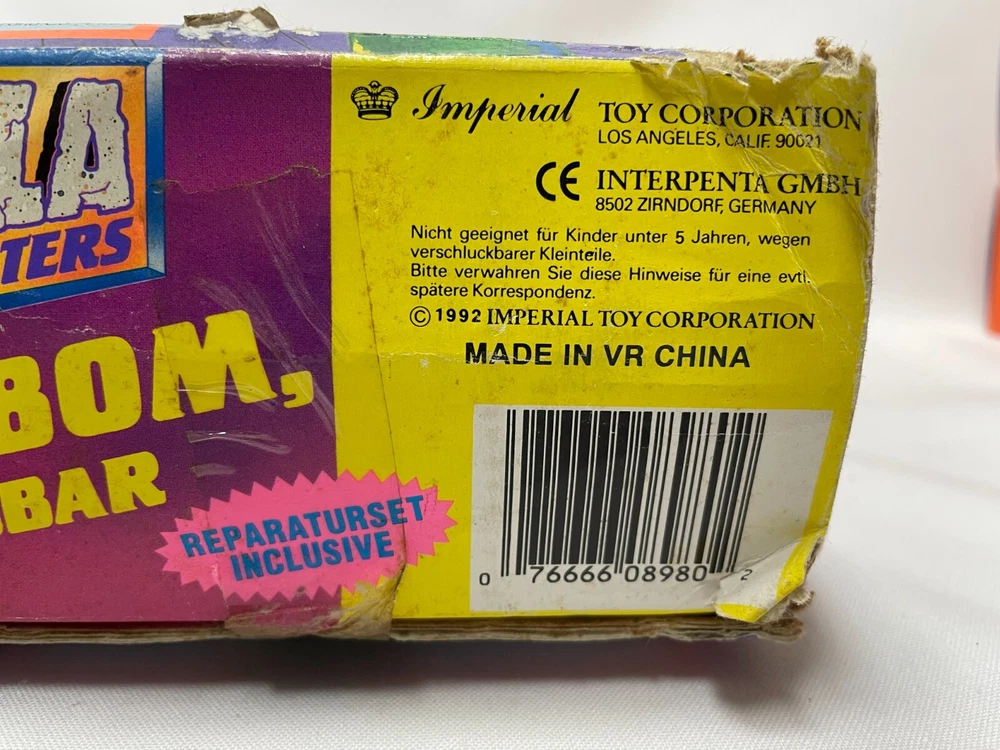 LA
TERS
BOM,
BAR
REPARATURSET
INCLUSIVE
Imperial TOY CORPORATION
LOS ANGELES, CALIF. 90021
CE INTERPENTA GMBH
8502 ZIRNDORF, GERMANY
Nicht geeignet für Kinder unter 5 Jahren, wegen
verschluckbarer Kleinteile.
Bitte verwahren Sie diese Hinweise für eine evtl.
spätere Korrespondenz.
© 1992 IMPERIAL TOY CORPORATION
MADE IN VR CHINA
0 76666 08980 2